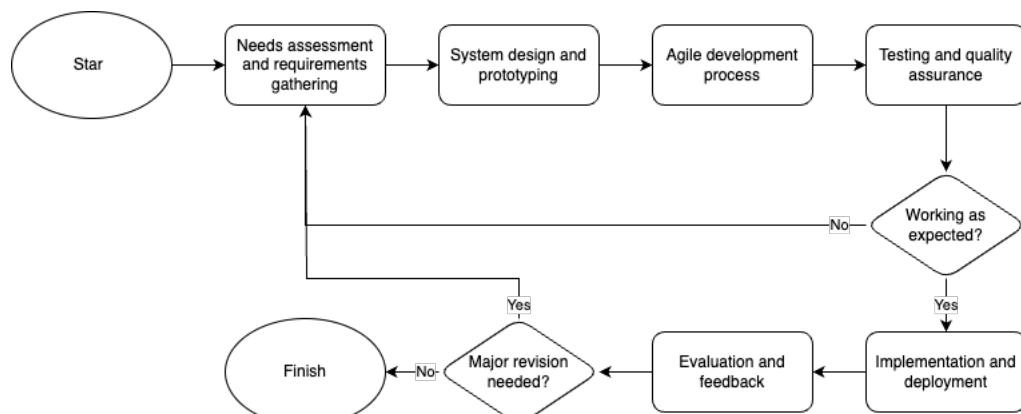 Star
Needs assessment
and requirements
gathering
System design and
prototyping
Agile development
process
Testing and quality
assurance
Working as
expected?
No
Yes
Implementation and
deployment
Evaluation and
feedback
Major revision
needed?
Yes
No
Finish